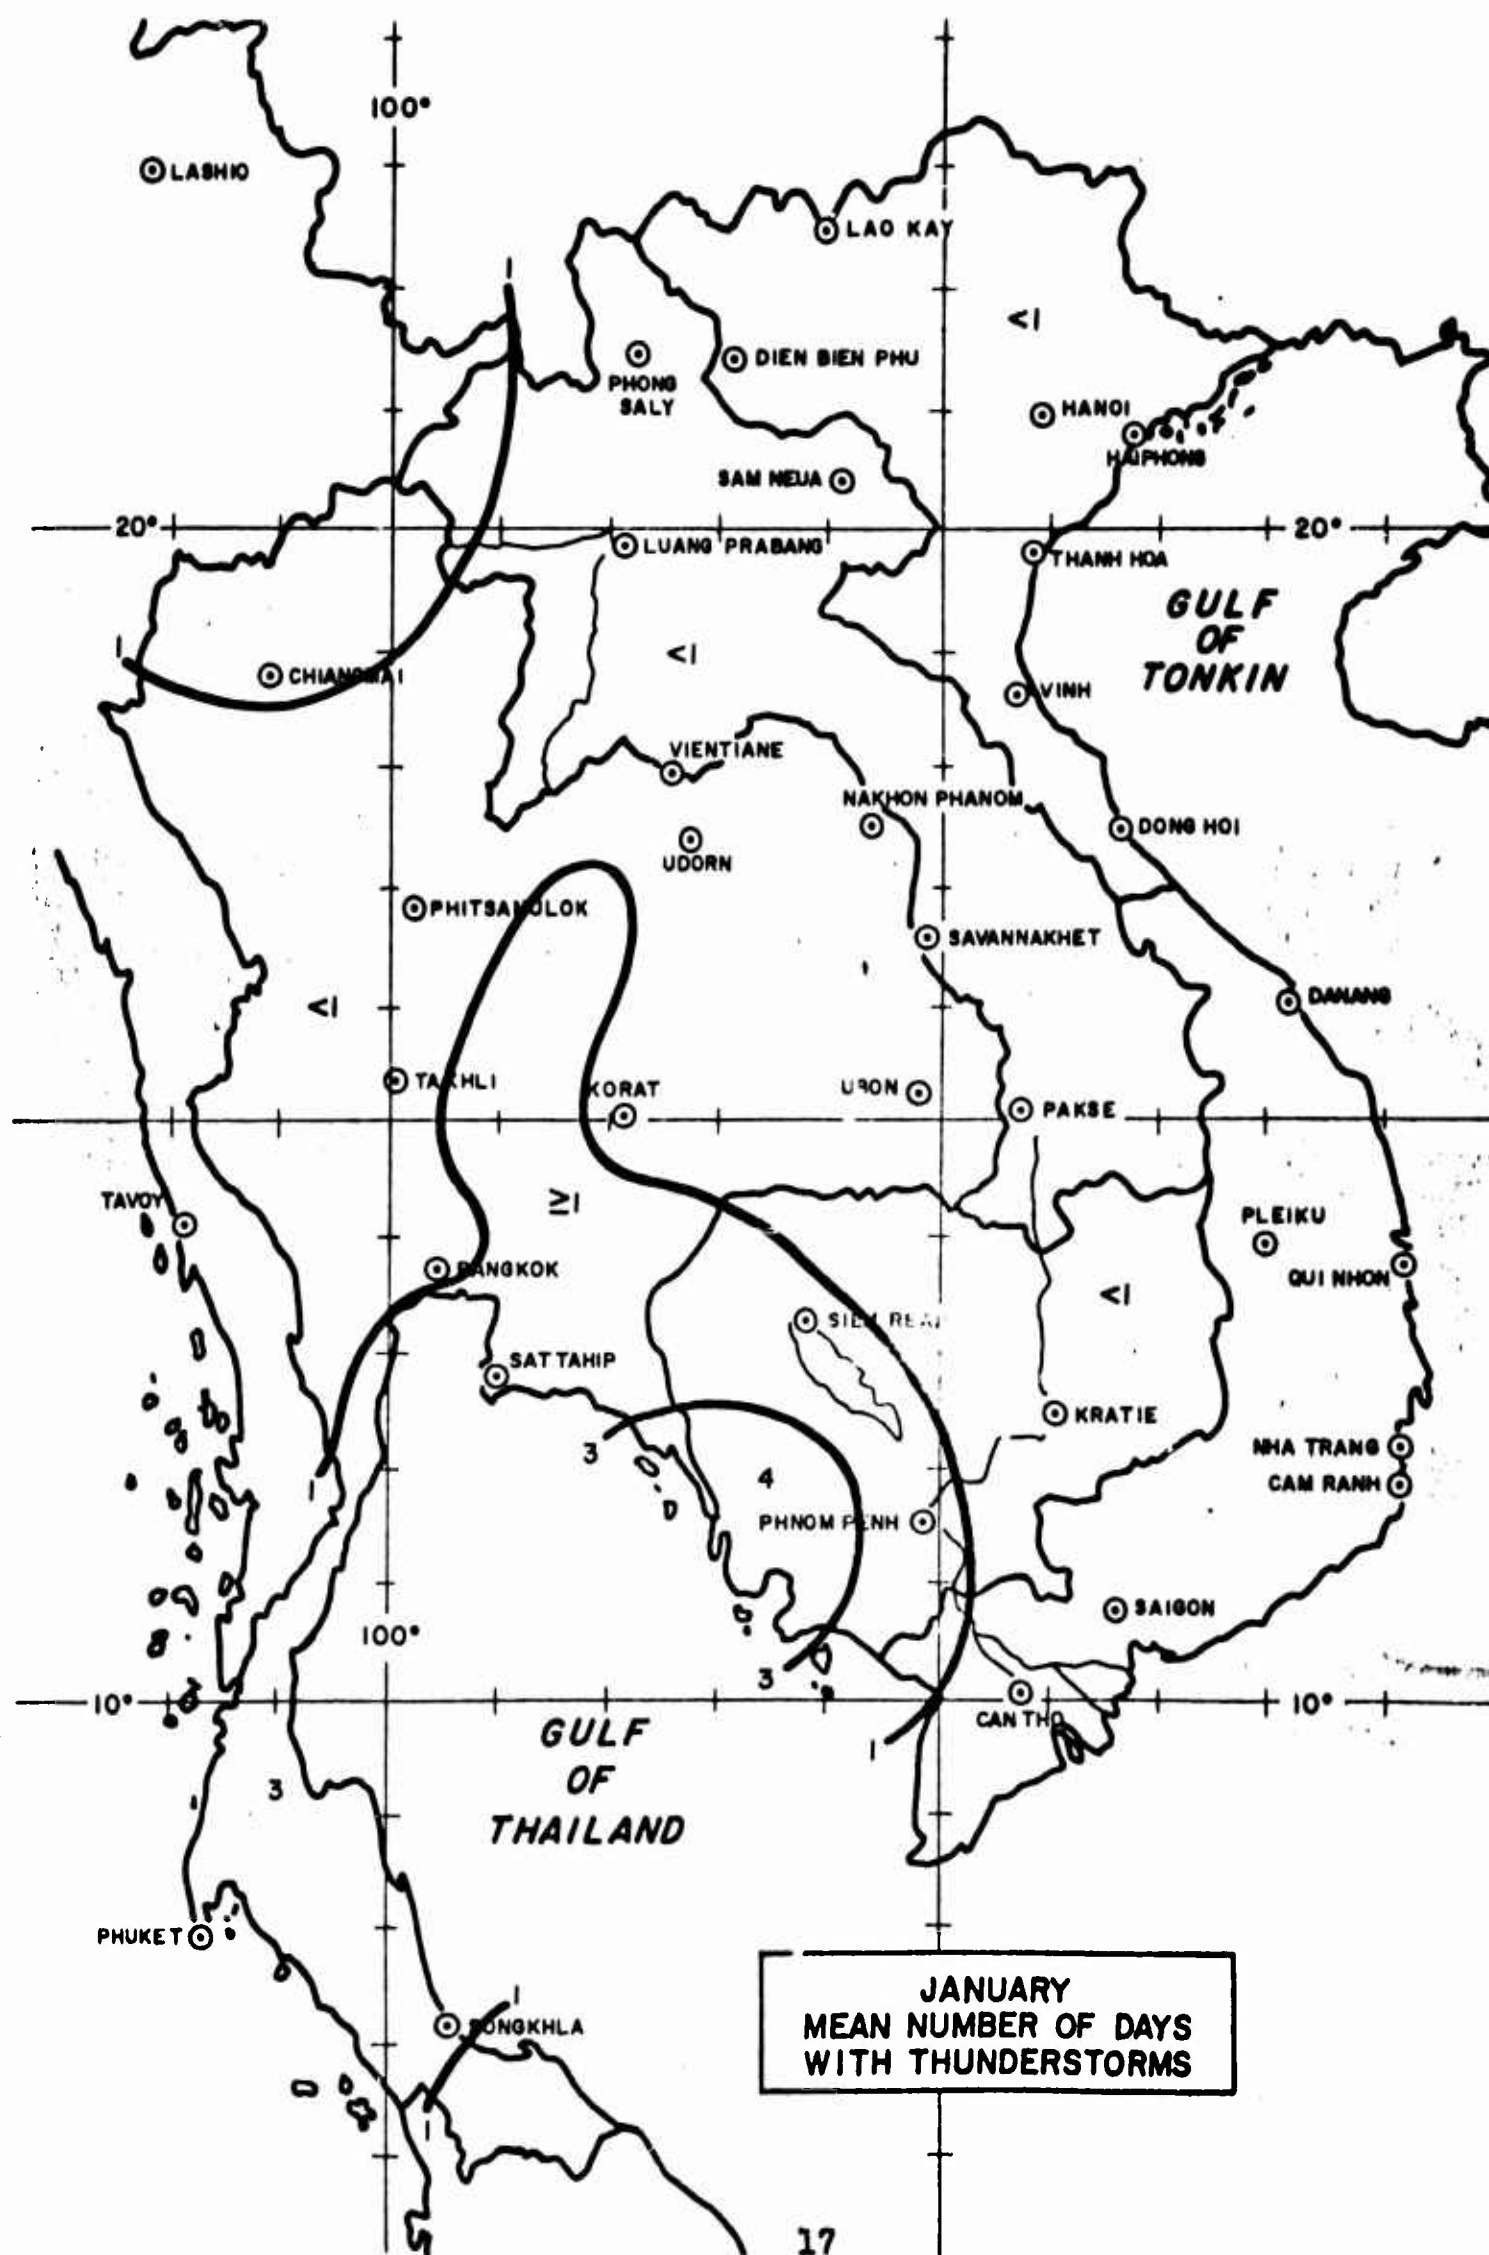 100°
LASHIO
LAO KAY
1
<1
DIEN BIEN PHU
PHONG
SALY
HANOI
HAIPHONG
SAM NEUA
20°
20°
LUANG PRABANG
THANH HOA
GULF
OF
TONKIN
1
<1
CHIANGMAI
VINH
VIENTIANE
NAKHON PHANOM
DONG HOI
UDORN
PHITSANULOK
SAVANNAKHET
<1
DANANG
TAKHLI
KORAT
UBON
PAKSE
TAVOY
≥1
PLEIKU
BANGKOK
QUI NHON
<1
SIEM REAP
SATTAHIP
KRATIE
3
NHA TRANG
4
CAM RANH
1
PHNOM PENH
SAIGON
100°
3
10°
10°
CAN THO
GULF
OF
THAILAND
1
3
PHUKET
1
SONGKHLA
JANUARY
MEAN NUMBER OF DAYS
WITH THUNDERSTORMS
1
17